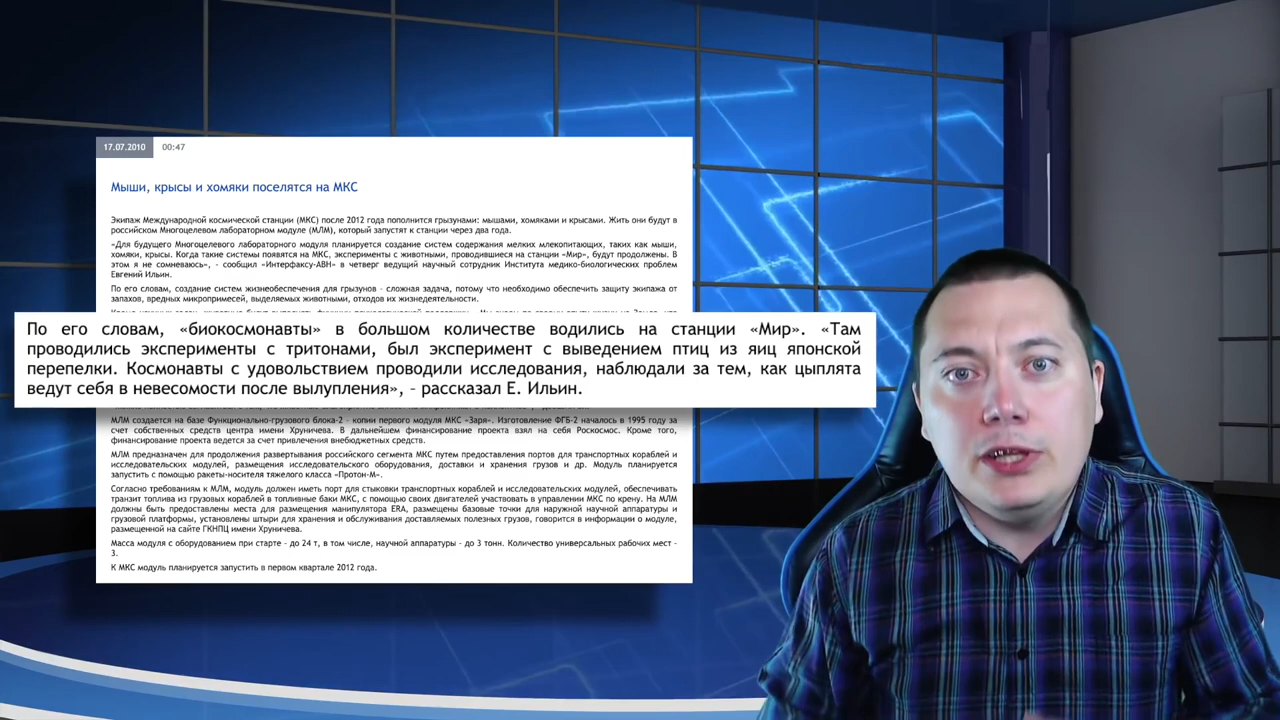 17.07.2010 00:47
Мыши, крысы и хомяки поселятся на МКС
Экипаж Международной космической станции (МКС) после 2012 года пополнится грызунами: мышами, хомяками и крысами. Жить они будут в
российском Многоцелевом лабораторном модуле (МЛМ), который запустят к станции через два года.
«Для будущего Многоцелевого лабораторного модуля планируется создание систем содержания мелких млекопитающих, таких как мыши,
хомяки, крысы. Когда такие системы появятся на МКС, эксперименты с животными, проводившиеся на станции «Мир», будут продолжены. В
этом я не сомневаюсь», - сообщил «Интерфаксу-АВН» в четверг ведущий научный сотрудник Института медико-биологических проблем
Евгений Ильин.
По его словам, создание систем жизнеобеспечения для грызунов – сложная задача, потому что необходимо обеспечить защиту экипажа от
запахов, вредных микропримесей, выделяемых животными, отходов их жизнедеятельности.
По его словам, «биокосмонавты» в большом количестве водились на станции «Мир». «Там
проводились эксперименты с тритонами, был эксперимент с выведением птиц из яиц японской
перепелки. Космонавты с удовольствием проводили исследования, наблюдали за тем, как цыплята
ведут себя в невесомости после вылупления», – рассказал Е. Ильин.
МЛМ создается на базе Функционально-грузового блока-2 – копии первого модуля МКС «Заря». Изготовление ФГБ-2 началось в 1995 году за
счет собственных средств центра имени Хруничева. В дальнейшем финансирование проекта взял на себя Роскосмос. Кроме того,
финансирование проекта ведется за счет привлечения внебюджетных средств.
МЛМ предназначен для продолжения развертывания российского сегмента МКС путем предоставления портов для транспортных кораблей и
исследовательских модулей, размещения исследовательского оборудования, доставки и хранения грузов и др. Модуль планируется
запустить с помощью ракеты-носителя тяжелого класса «Протон-М».
Согласно требованиям к МЛМ, модуль должен иметь порт для стыковки транспортных кораблей и исследовательских модулей, обеспечивать
транзит топлива из грузовых кораблей в топливные баки МКС, с помощью своих двигателей участвовать в управлении МКС по крену. На МЛМ
должны быть предоставлены места для размещения манипулятора ERA, размещены базовые точки для наружной научной аппаратуры и
грузовой платформы, установлены штыри для хранения и обслуживания доставляемых полезных грузов, говорится в информации о модуле,
размещенной на сайте ГКНПЦ имени Хруничева.
Масса модуля с оборудованием при старте – до 24 т, в том числе, научной аппаратуры – до 3 тонн. Количество универсальных рабочих мест –
3.
К МКС модуль планируется запустить в первом квартале 2012 года.